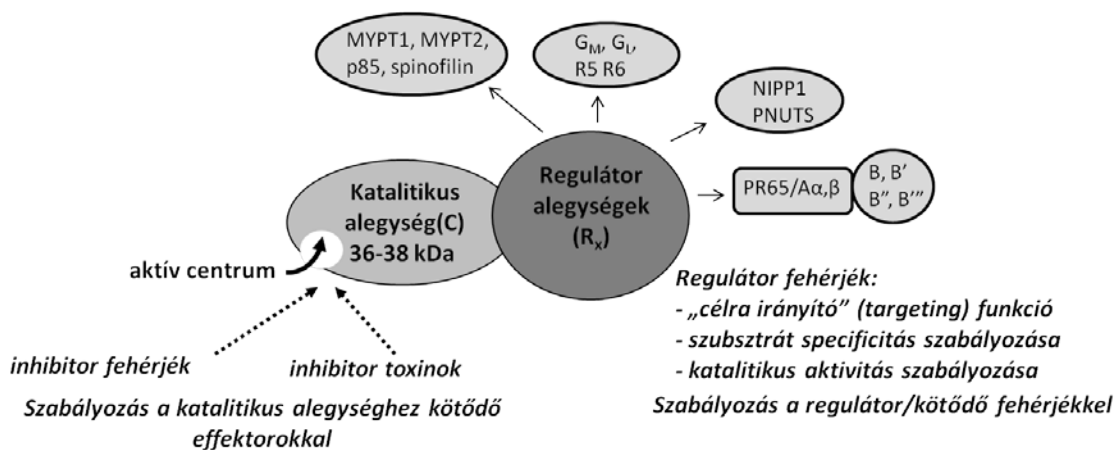 MYPT1, MYPT2,
p85, spinofilin
G_M, G_L,
R5 R6
NIPP1
PNUTS
Katalitikus
alegység(C)
36-38 kDa
Regulátor
alegységek
(R_x)
PR65/Aα,β
B, B'
B", B'"
aktív centrum
inhibitor fehérjék
inhibitor toxinok
Szabályozás a katalitikus alegységhez kötődő
effektorokkal
Regulátor fehérjék:
- „célra irányító” (targeting) funkció
- szubsztrát specificitás szabályozása
- katalitikus aktivitás szabályozása
Szabályozás a regulátor/kötődő fehérjékkel